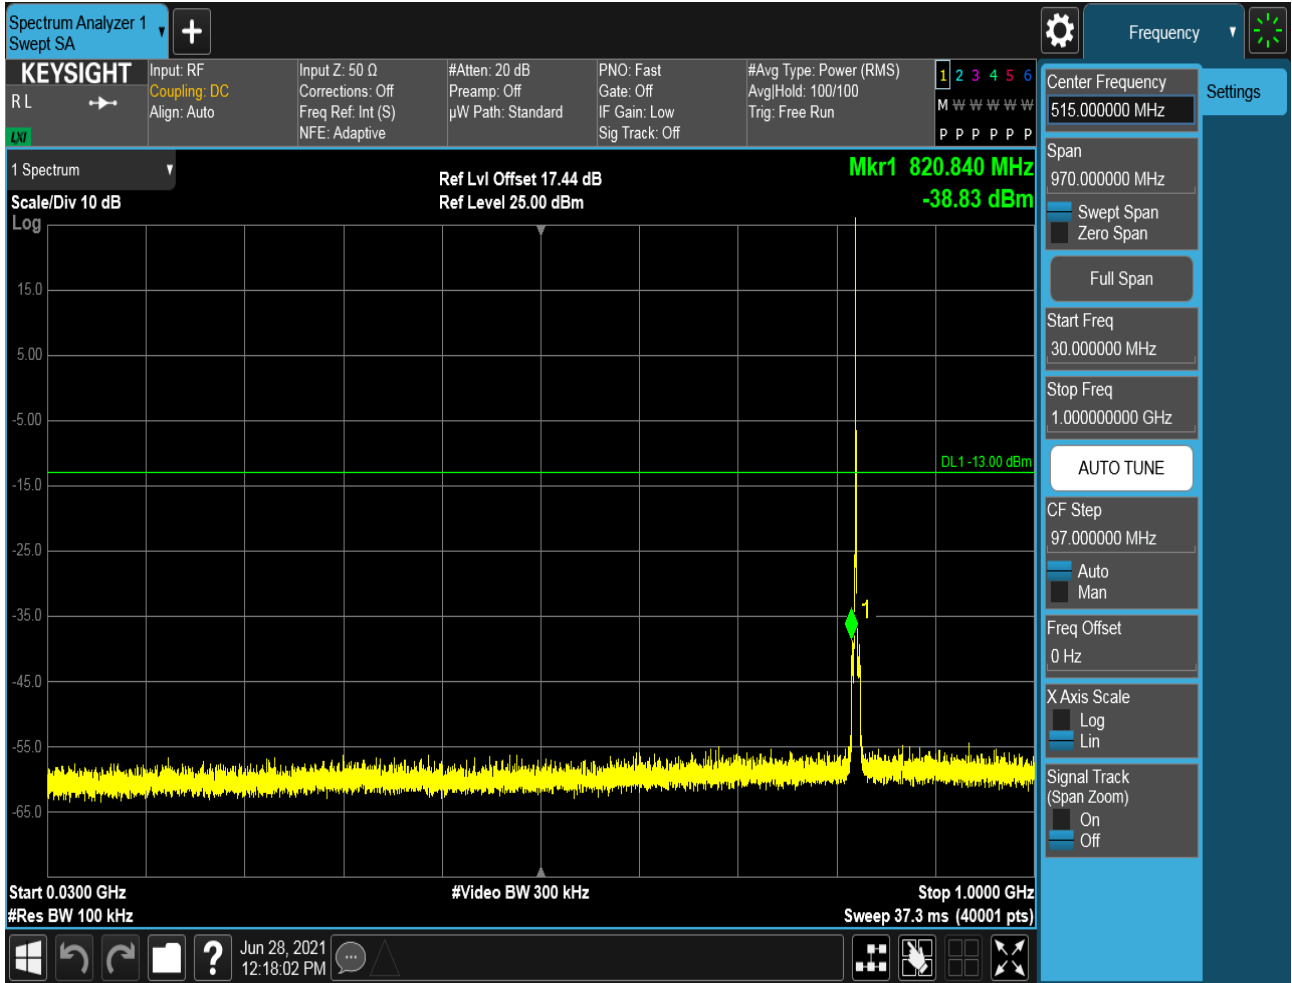 Spectrum Analyzer 1
Swept SA
Frequency
KEYSIGHT
R L
LXI
Input: RF
Coupling: DC
Align: Auto
Input Z: 50 Ω
Corrections: Off
Freq Ref: Int (S)
NFE: Adaptive
#Atten: 20 dB
Preamp: Off
µW Path: Standard
PNO: Fast
Gate: Off
IF Gain: Low
Sig Track: Off
#Avg Type: Power (RMS)
Avg|Hold: 100/100
Trig: Free Run
1 2 3 4 5 6
M W W W W W
P P P P P P
1 Spectrum
Scale/Div 10 dB
Log
Ref Lvl Offset 17.44 dB
Ref Level 25.00 dBm
Mkr1 820.840 MHz
-38.83 dBm
15.0
5.00
-5.00
-15.0
-25.0
-35.0
-45.0
-55.0
-65.0
DL1 -13.00 dBm
1
Start 0.0300 GHz
#Res BW 100 kHz
#Video BW 300 kHz
Stop 1.0000 GHz
Sweep 37.3 ms (40001 pts)
Center Frequency
515.000000 MHz
Settings
Span
970.000000 MHz
Swept Span
Zero Span
Full Span
Start Freq
30.000000 MHz
Stop Freq
1.000000000 GHz
AUTO TUNE
CF Step
97.000000 MHz
Auto
Man
Freq Offset
0 Hz
X Axis Scale
Log
Lin
Signal Track
(Span Zoom)
On
Off
?
Jun 28, 2021
12:18:02 PM